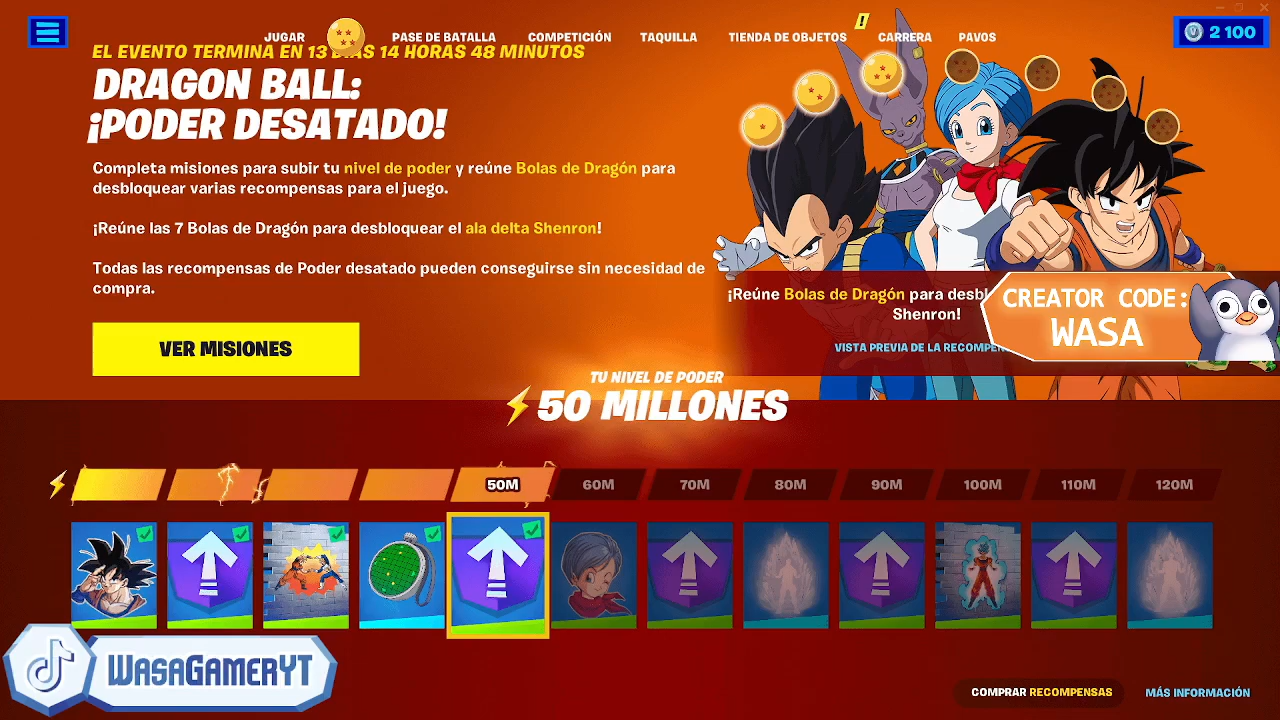 JUGAR PASE DE BATALLA COMPETICIÓN TAQUILLA TIENDA DE OBJETOS ! CARRERA PAVOS
2 100
EL EVENTO TERMINA EN 13 DÍAS 14 HORAS 48 MINUTOS
DRAGON BALL:
¡PODER DESATADO!
Completa misiones para subir tu nivel de poder y reúne Bolas de Dragón para
desbloquear varias recompensas para el juego.
¡Reúne las 7 Bolas de Dragón para desbloquear el ala delta Shenron!
Todas las recompensas de Poder desatado pueden conseguirse sin necesidad de
compra.
VER MISIONES
¡Reúne Bolas de Dragón para
Shenron!
VISTA PREVIA DE LA
CREATOR CODE:
WASA
TU NIVEL DE PODER
50 MILLONES
50M 60M 70M 80M 90M 100M 110M 120M
WASAGAMERYT
COMPRAR RECOMPENSAS
MÁS INFORMACIÓN